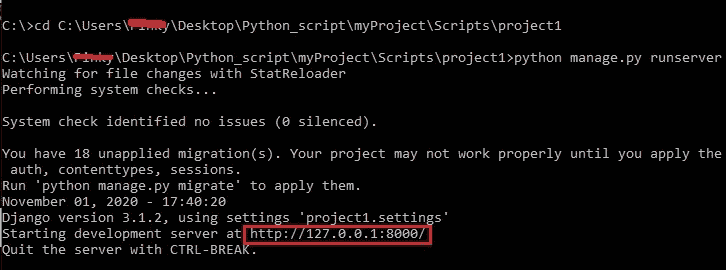 C:\>cd C:\Users\\Desktop\Python_script\myProject\Scripts\project1
C:\Users\\Desktop\Python_script\myProject\Scripts\project1>python manage.py runserver
Watching for file changes with StatReloader
Performing system checks...
System check identified no issues (0 silenced).
You have 18 unapplied migration(s). Your project may not work properly until you apply the
auth, contenttypes, sessions.
Run 'python manage.py migrate' to apply them.
November 01, 2020 - 17:40:20
Django version 3.1.2, using settings 'project1.settings'
Starting development server at http://127.0.0.1:8000/
Quit the server with CTRL-BREAK.